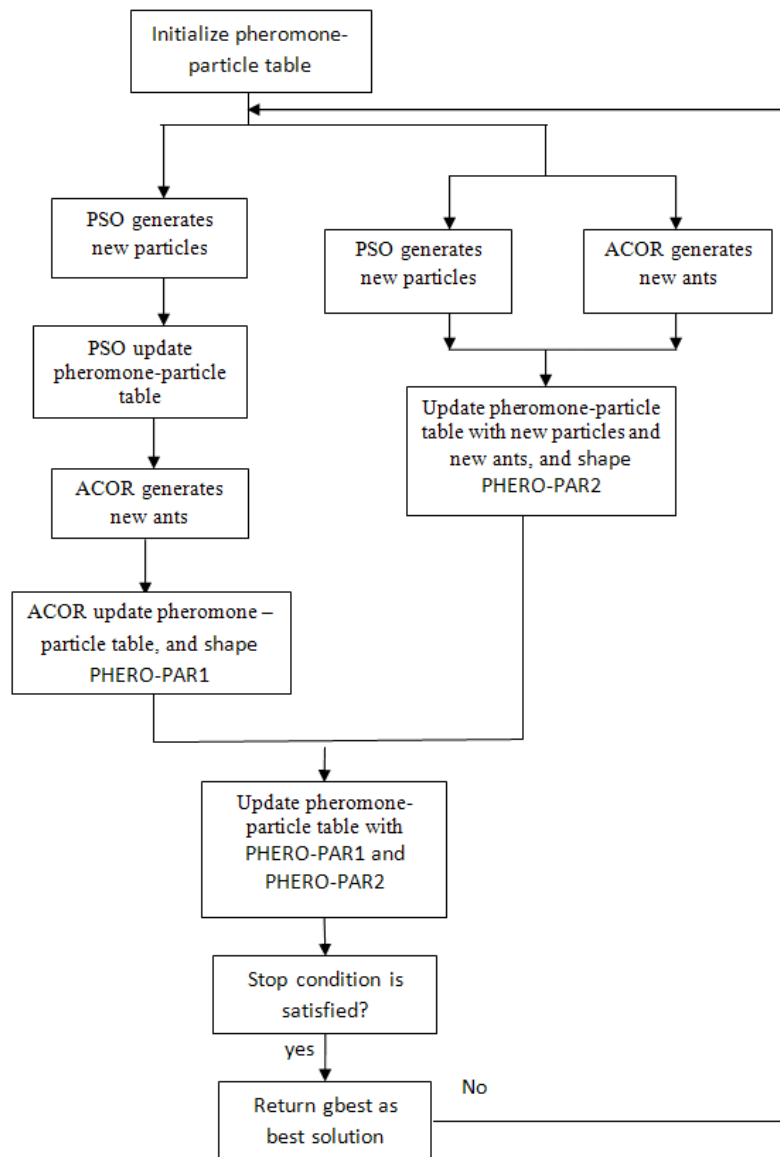 Initialize pheromone-
particle table
PSO generates
new particles
PSO update
pheromone-particle
table
ACOR generates
new ants
ACOR update pheromone –
particle table, and shape
PHERO-PAR1
PSO generates
new particles
ACOR generates
new ants
Update pheromone-particle
table with new particles and
new ants, and shape
PHERO-PAR2
Update pheromone-
particle table with
PHERO-PAR1 and
PHERO-PAR2
Stop condition is
satisfied?
yes
No
Return gbest as
best solution